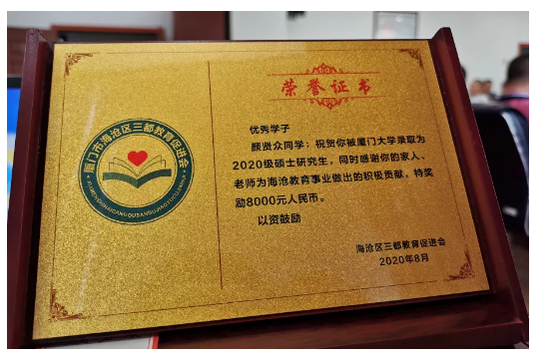 荣誉证书
厦门市海沧区三都教育促进会
优秀学子
顾贤众同学：祝贺你被厦门大学录取为
2020级硕士研究生，同时感谢你的家人、
老师为海沧教育事业做出的积极贡献，特奖
励8000元人民币。
以资鼓励
海沧区三都教育促进会
2020年8月